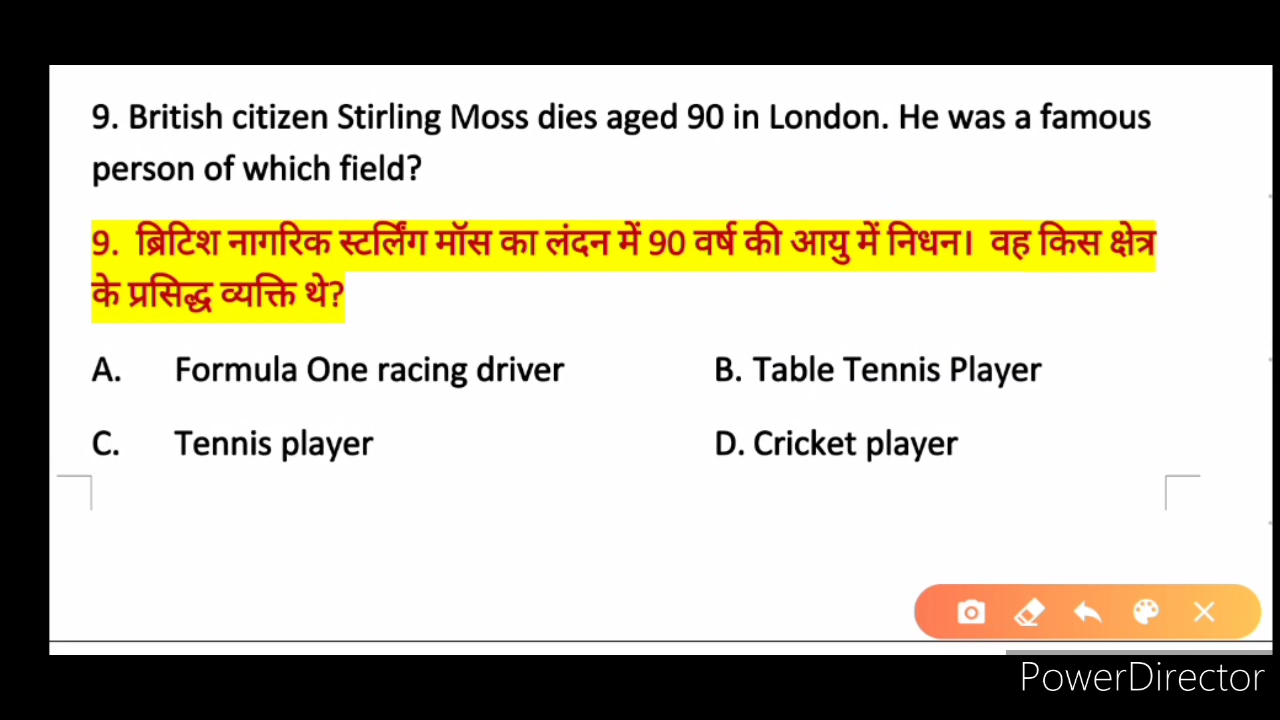 9. British citizen Stirling Moss dies aged 90 in London. He was a famous
person of which field?
9. ब्रिटिश नागरिक स्टर्लिंग मॉस का लंदन में 90 वर्ष की आयु में निधन। वह किस क्षेत्र
के प्रसिद्ध व्यक्ति थे?
A. Formula One racing driver B. Table Tennis Player
C. Tennis player D. Cricket player
PowerDirector